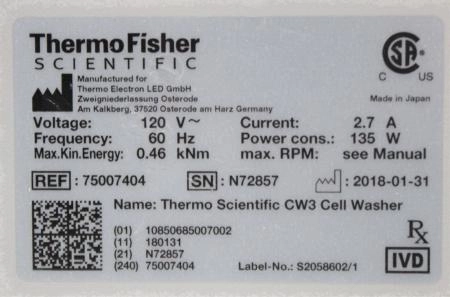 ThermoFisher
SCIENTIFIC
Manufactured for
Thermo Electron LED GmbH
Zweigniederlassung Osterode
Am Kalkberg, 37520 Osterode am Harz Germany
SA
C US
Made in Japan
Voltage: 120 V~ Current: 2.7 A
Frequency: 60 Hz Power cons.: 135 W
Max.Kin.Energy: 0.46 kNm max. RPM: see Manual
REF : 75007404 SN : N72857 : 2018-01-31
Name: Thermo Scientific CW3 Cell Washer
(01) 10850685007002
(11) 180131
(21) N72857
(240) 75007404 Label-No.: S2058602/1
Rx
IVD